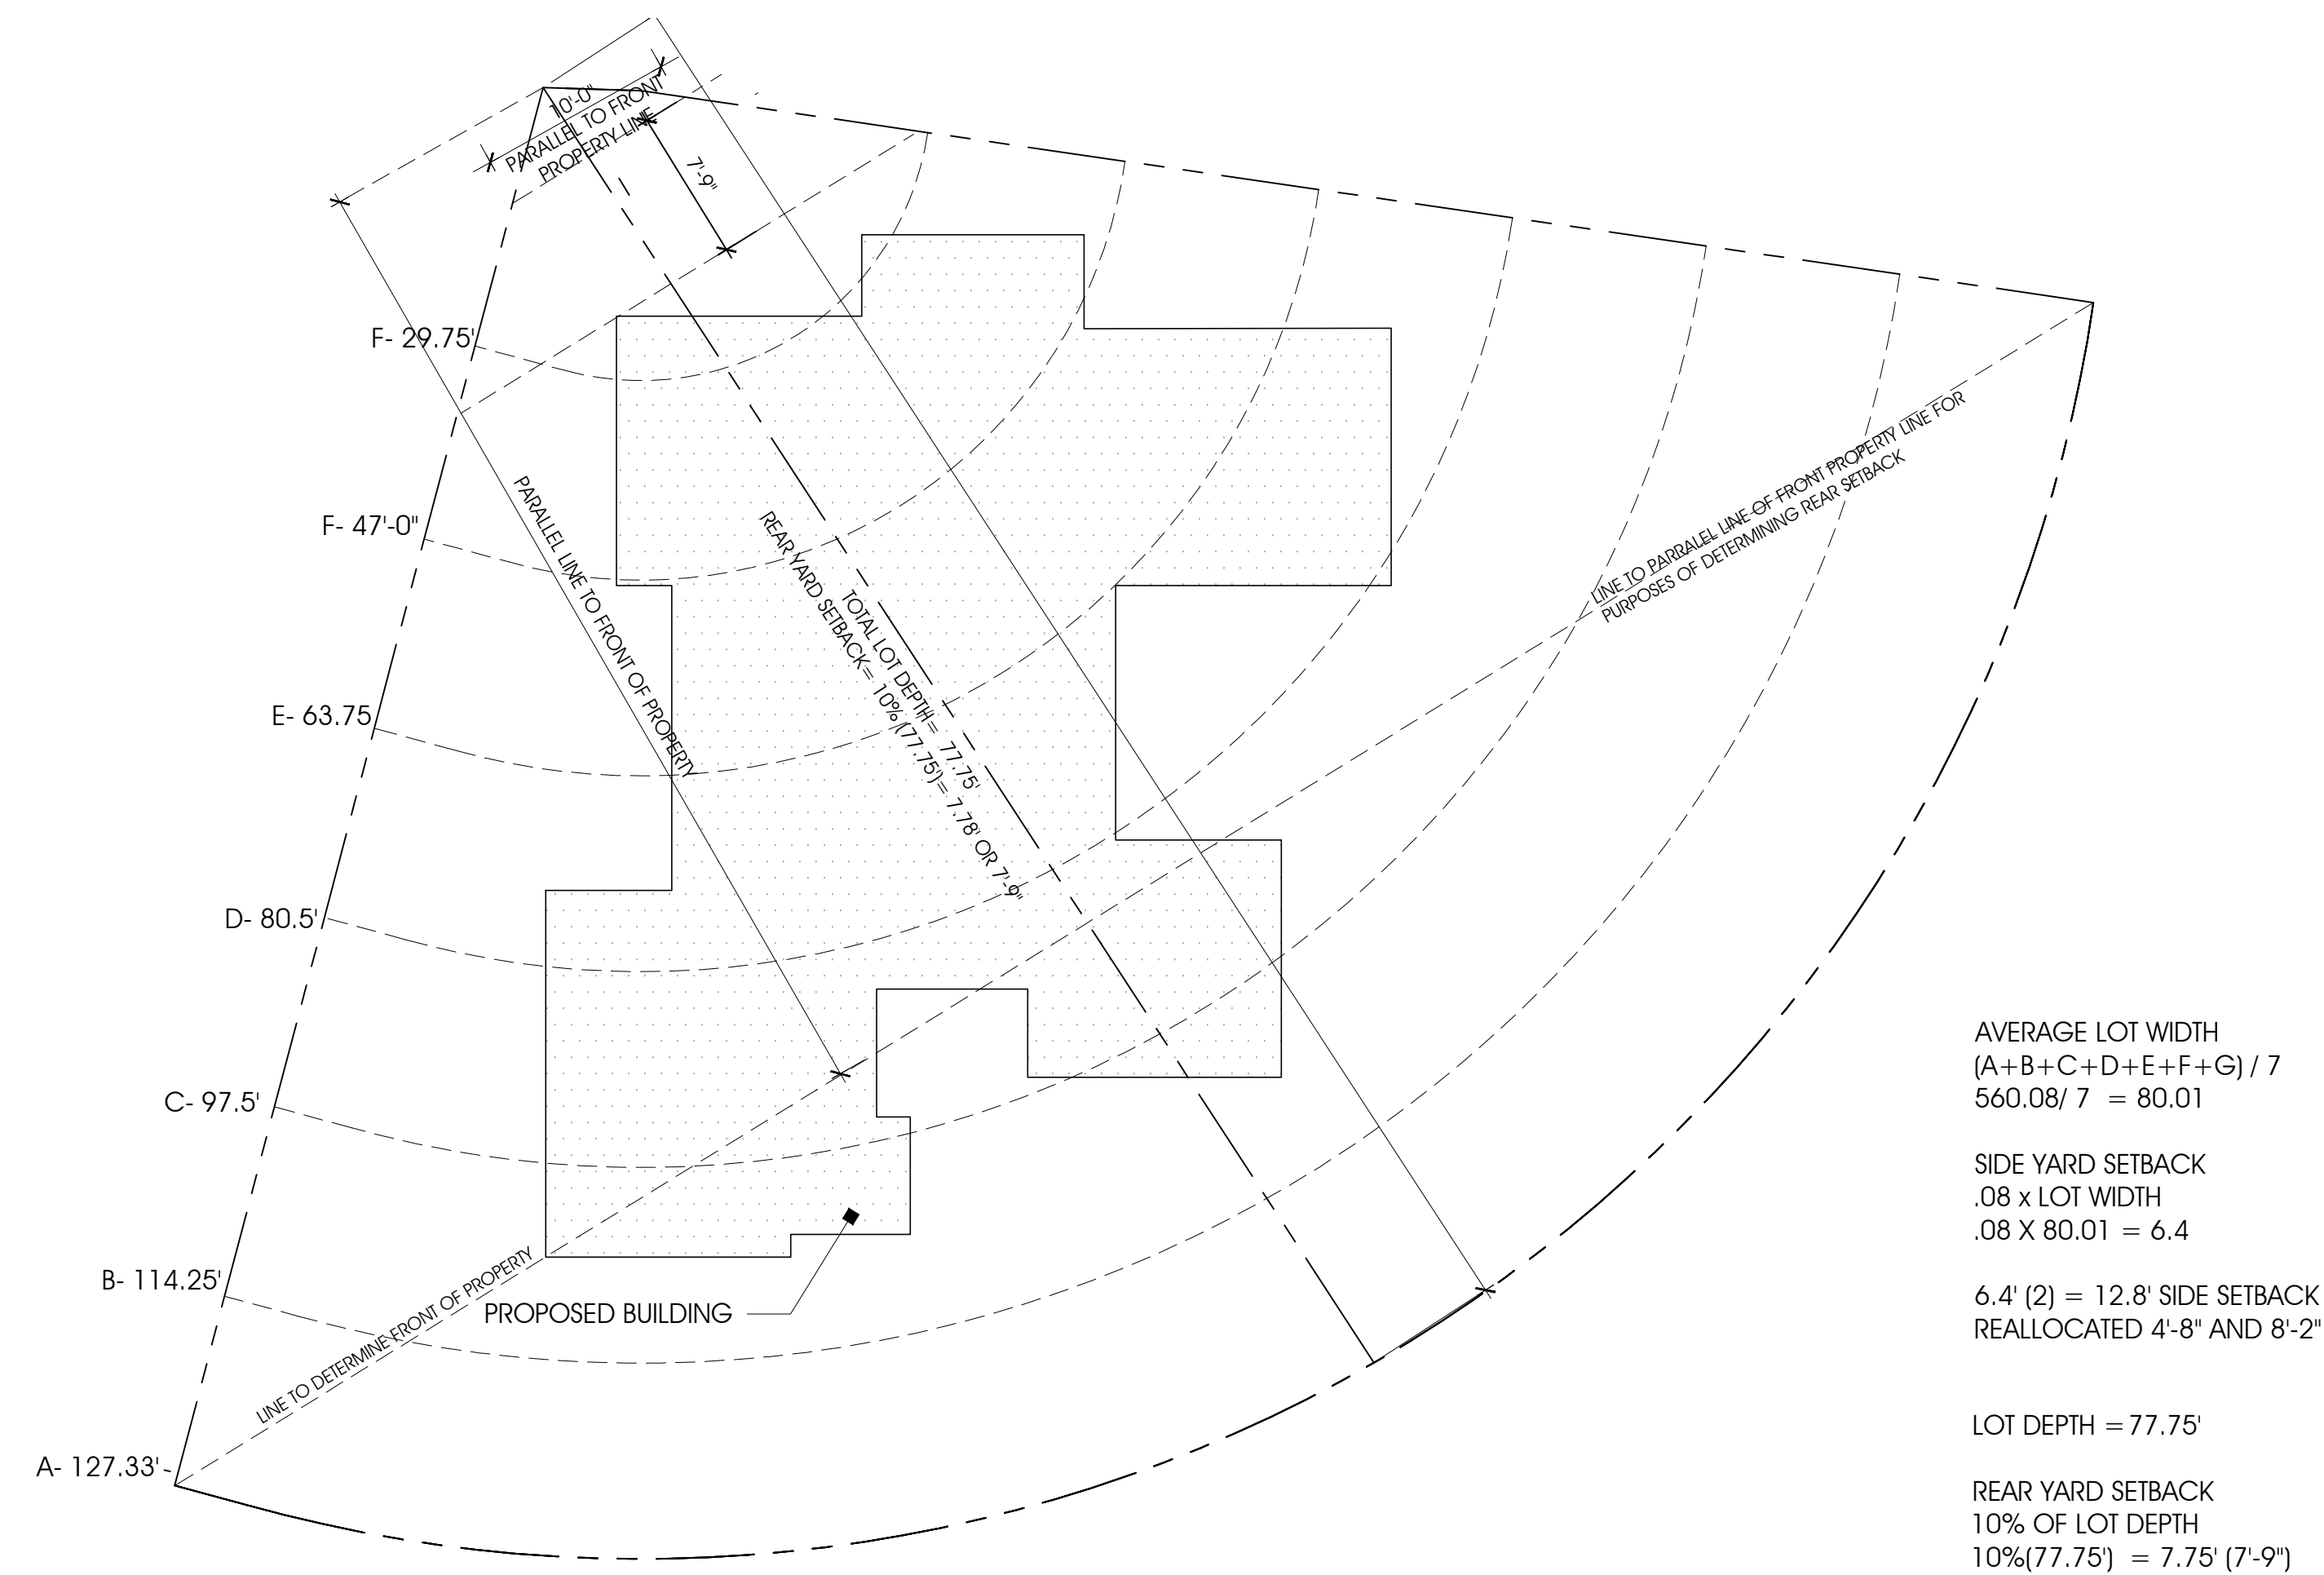 10'-0"
PARALLEL TO FRONT
PROPERTY LINE
7'-9"
F- 29.75'
F- 47'-0"
E- 63.75
D- 80.5'
C- 97.5'
B- 114.25'
A- 127.33'
PARALLEL LINE TO FRONT OF PROPERTY
TOTAL LOT DEPTH= 77.75'
REAR YARD SETBACK= 10%(77.75')= 7.78' OR 7'-9"
LINE TO PARRALEL LINE OF FRONT PROPERTY LINE FOR
PURPOSES OF DETERMINING REAR SETBACK
LINE TO DETERMINE FRONT OF PROPERTY
PROPOSED BUILDING
AVERAGE LOT WIDTH
(A+B+C+D+E+F+G) / 7
560.08/ 7 = 80.01
SIDE YARD SETBACK
.08 x LOT WIDTH
.08 X 80.01 = 6.4
6.4' (2) = 12.8' SIDE SETBACK
REALLOCATED 4'-8" AND 8'-2"
LOT DEPTH =77.75'
REAR YARD SETBACK
10% OF LOT DEPTH
10%(77.75') = 7.75' (7'-9")